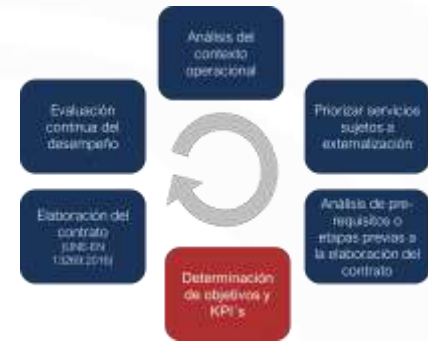 Análisis del
contexto
operacional
Priorizar servicios
sujetos a
externalización
Análisis de pre-
requisitos o
etapas previas a
la elaboración del
contrato
Determinación
de objetivos y
KPI´s
Elaboración del
contrato
(UNE-EN
13269:2016)
Evaluación
continua del
desempeño